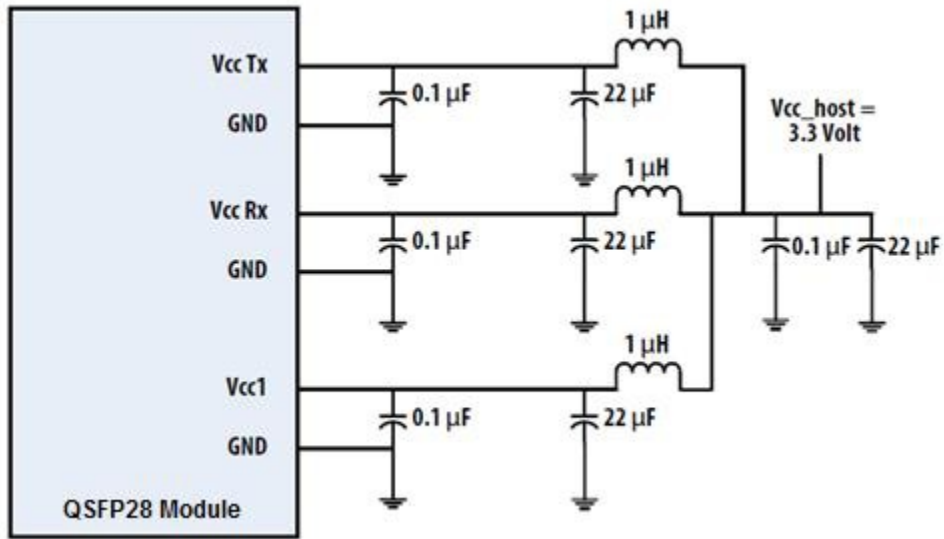 1 µH
Vcc Tx
0.1 µF
22 µF
GND
Vcc_host =
3.3 Volt
1 µH
Vcc Rx
0.1 µF
22 µF
0.1 µF
22 µF
GND
1 µH
Vcc1
0.1 µF
22 µF
GND
QSFP28 Module